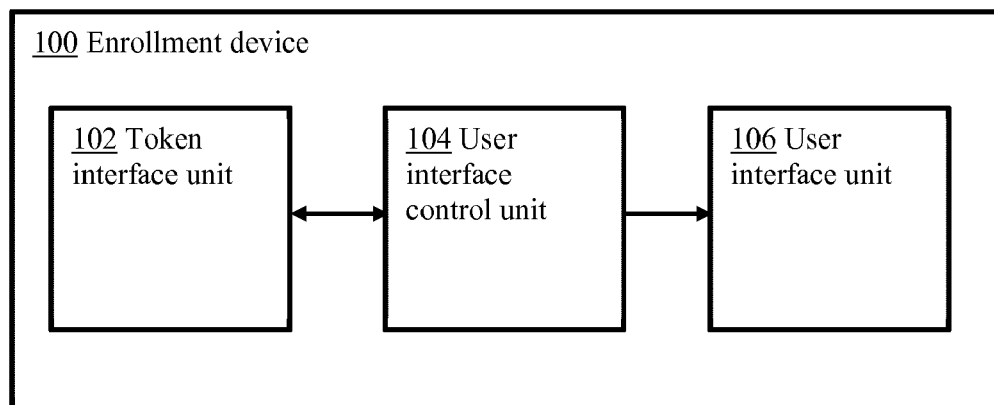 100 Enrollment device
102 Token
interface unit
104 User
interface
control unit
106 User
interface unit